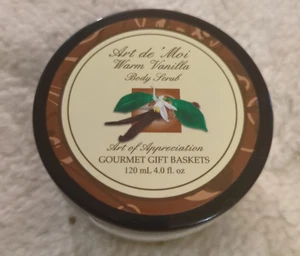 Art de 'Moi
Warm Vanilla
Body Scrub
Art of Appreciation
GOURMET GIFT BASKETS
120 mL 4.0 fl. oz